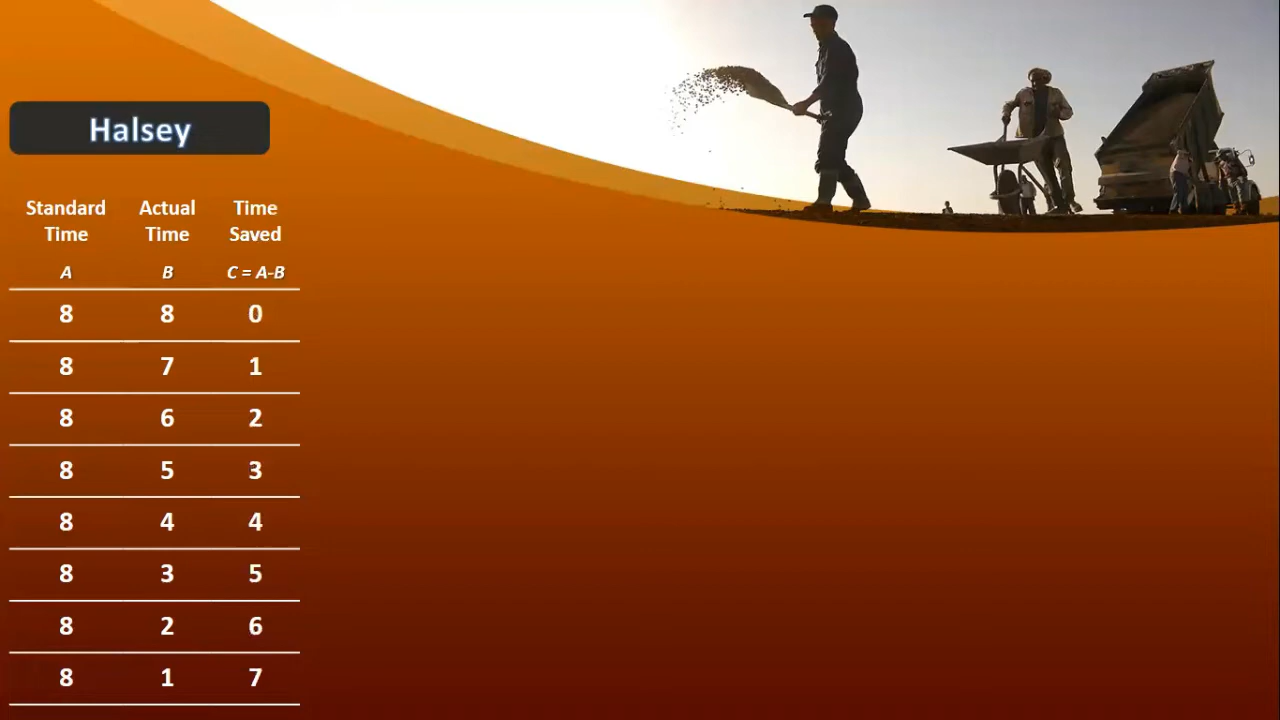 Halsey
Standard Actual Time
Time Time Saved
A B C = A-B
8 8 0
8 7 1
8 6 2
8 5 3
8 4 4
8 3 5
8 2 6
8 1 7